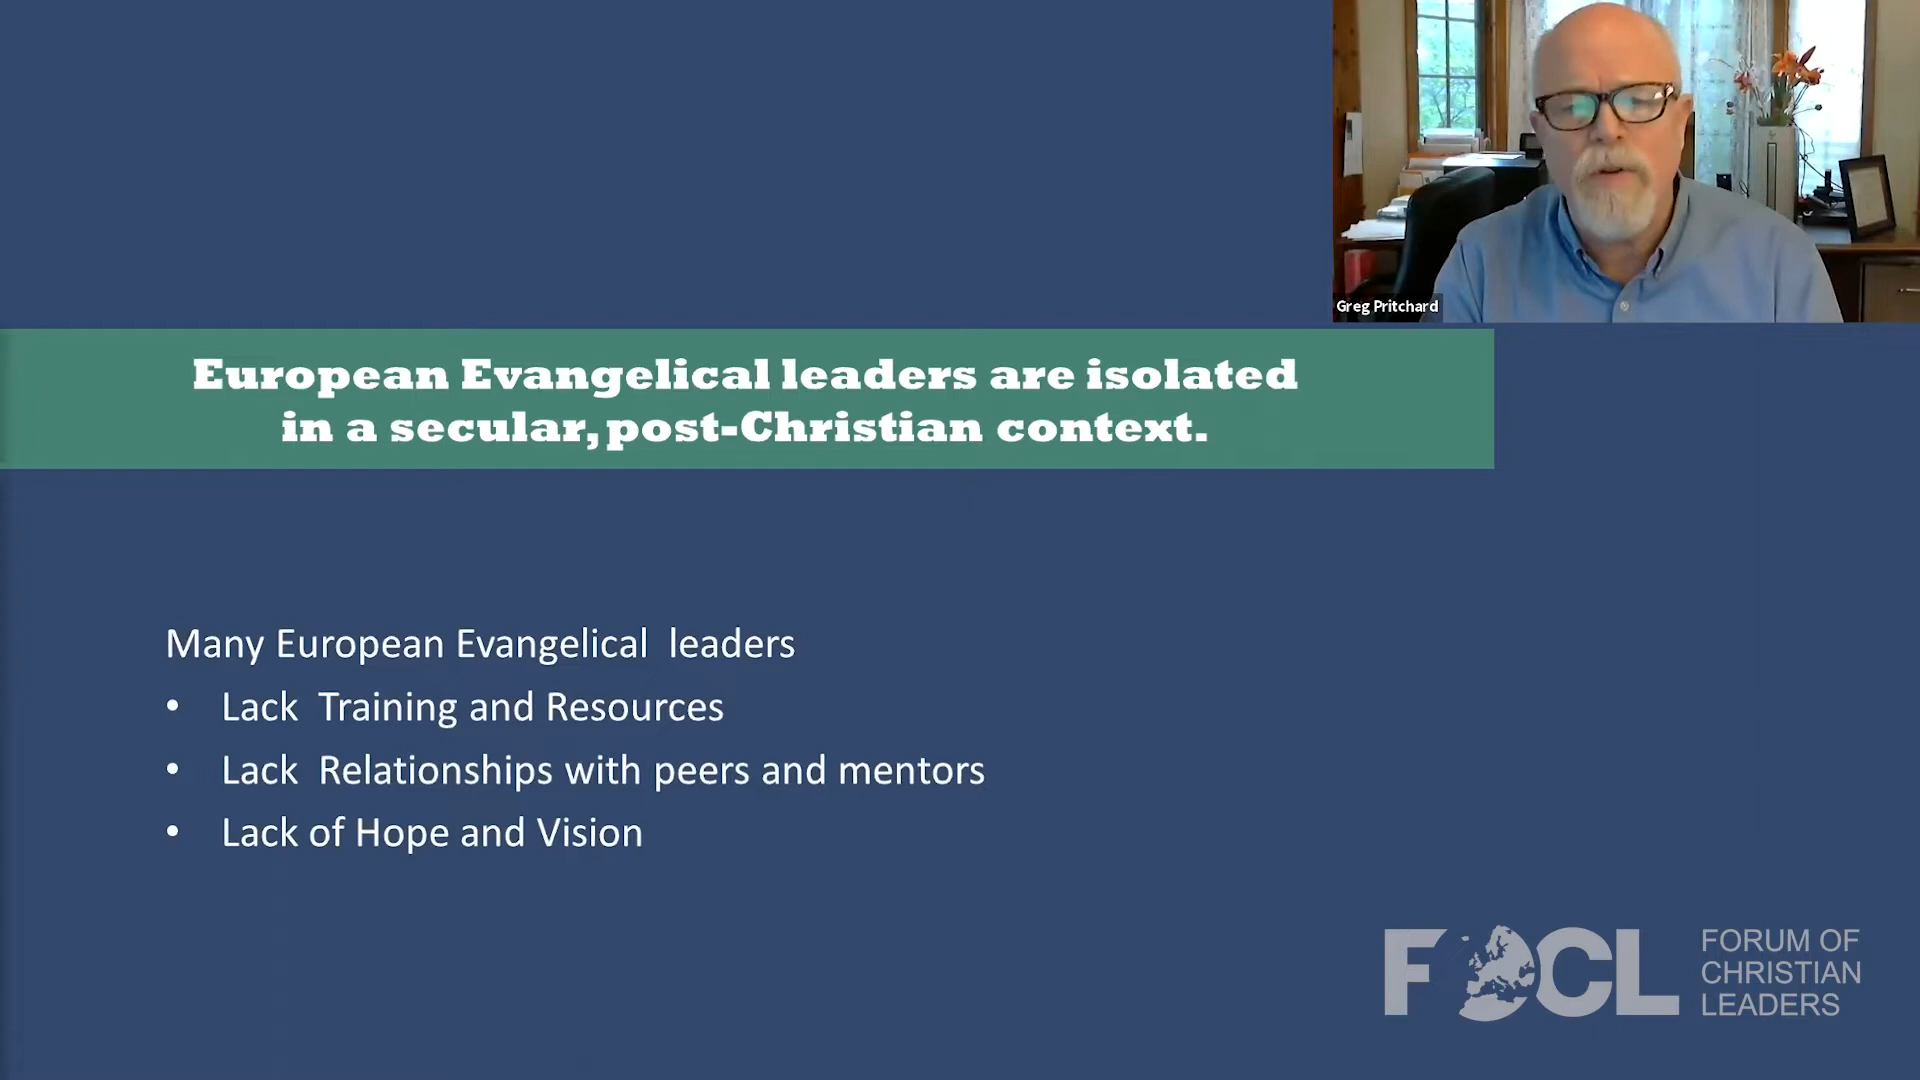 Greg Pritchard
European Evangelical leaders are isolated
in a secular, post-Christian context.
Many European Evangelical leaders
• Lack Training and Resources
• Lack Relationships with peers and mentors
• Lack of Hope and Vision
FOCL
FORUM OF
CHRISTIAN
LEADERS